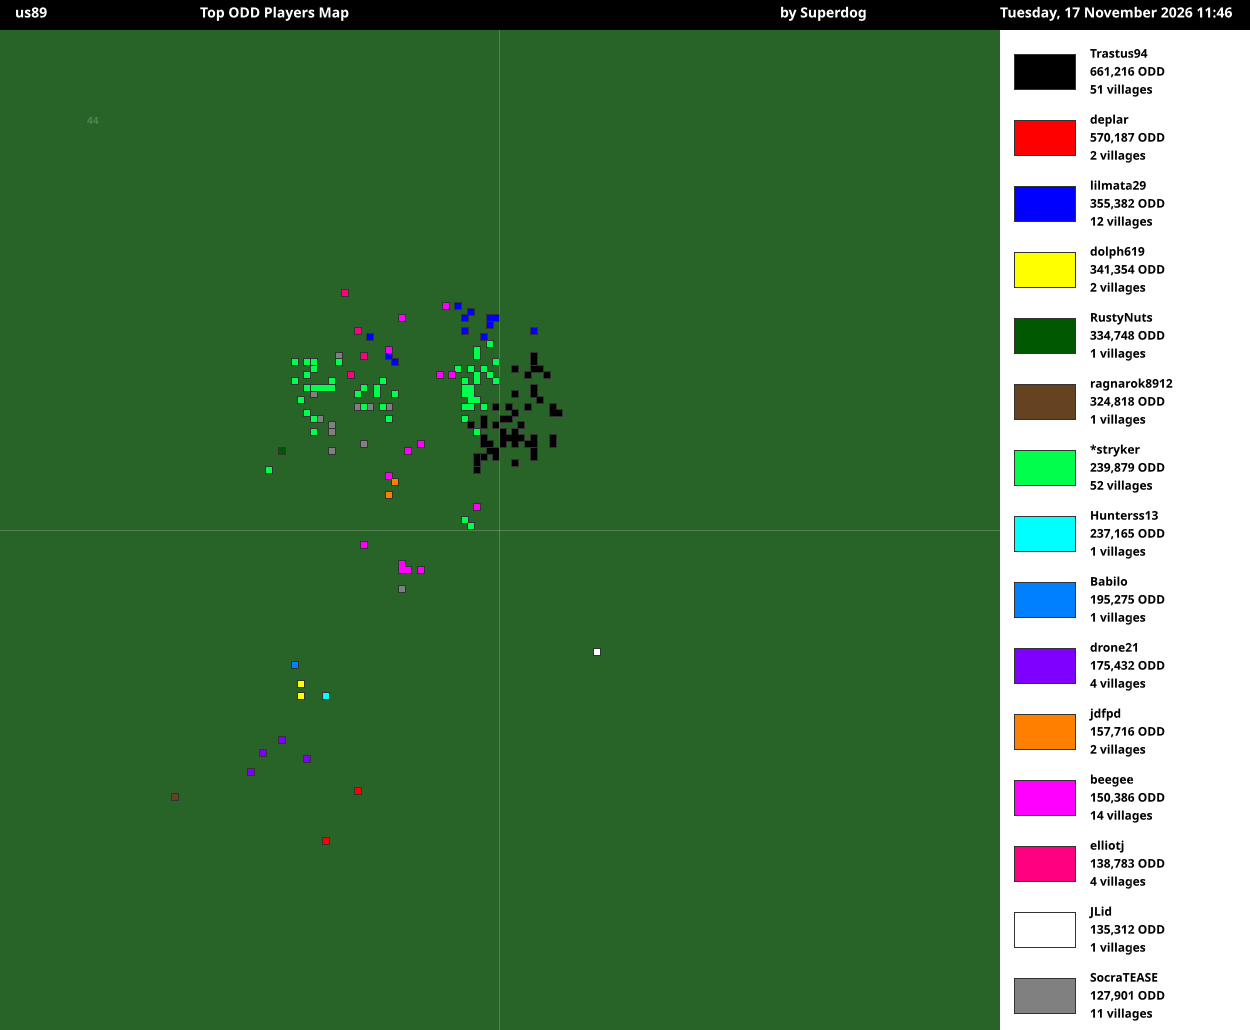 us89 Top ODD Players Map by Superdog Tuesday, 17 November 2026 11:46
44
Trastus94
661,216 ODD
51 villages
deplar
570,187 ODD
2 villages
lilmata29
355,382 ODD
12 villages
dolph619
341,354 ODD
2 villages
RustyNuts
334,748 ODD
1 villages
ragnarok8912
324,818 ODD
1 villages
*stryker
239,879 ODD
52 villages
Hunterss13
237,165 ODD
1 villages
Babilo
195,275 ODD
1 villages
drone21
175,432 ODD
4 villages
jdfpd
157,716 ODD
2 villages
beegee
150,386 ODD
14 villages
elliotj
138,783 ODD
4 villages
JLid
135,312 ODD
1 villages
SocraTEASE
127,901 ODD
11 villages